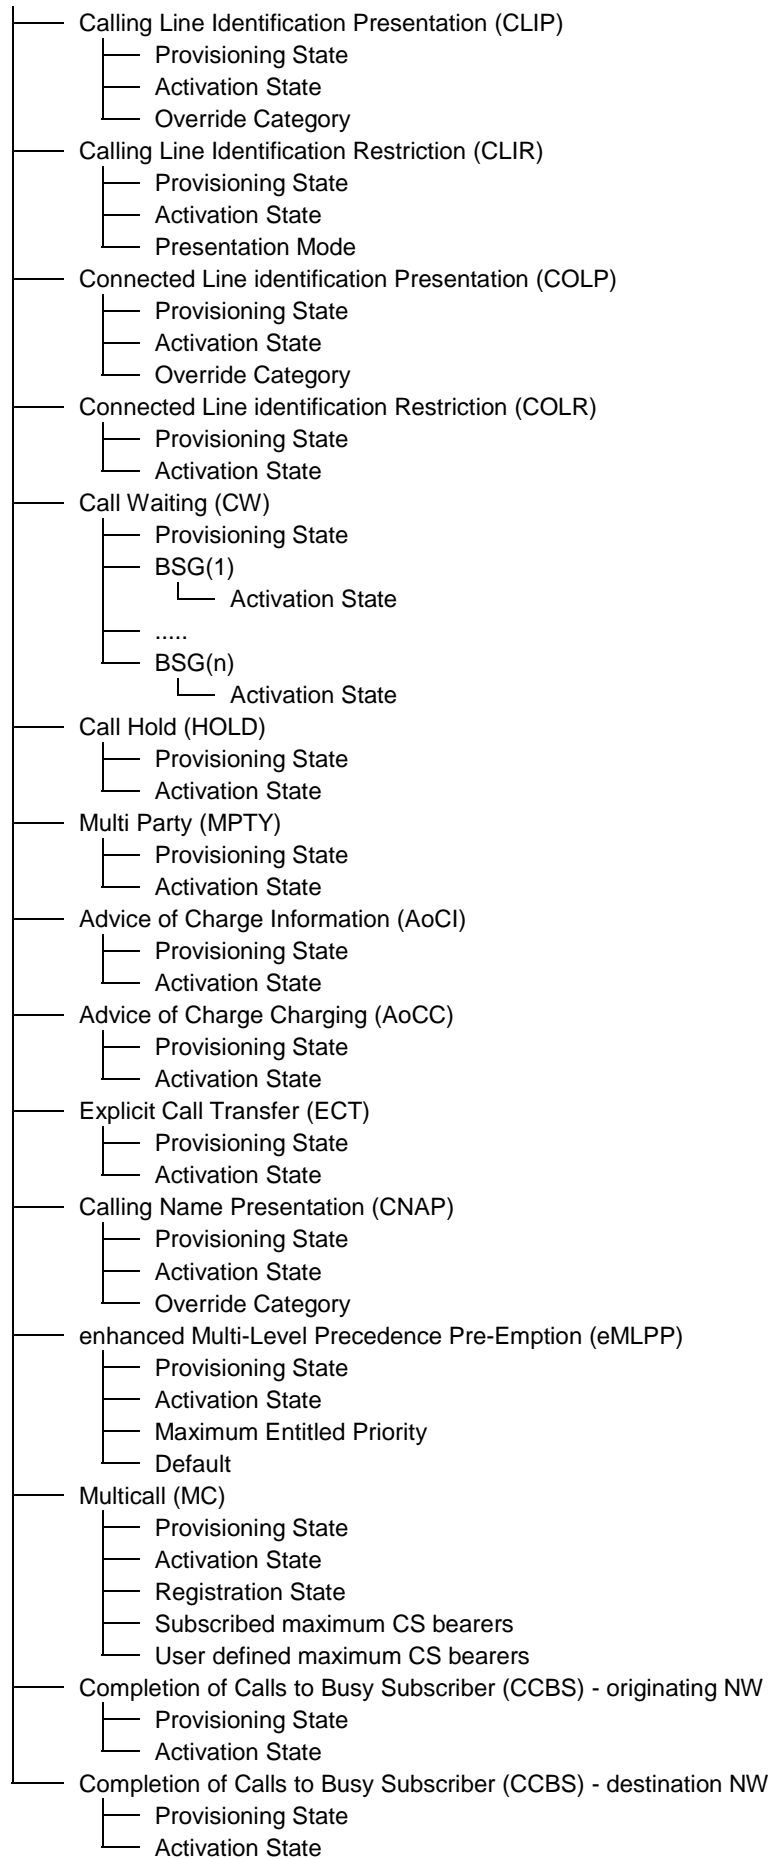 Calling Line Identification Presentation (CLIP)
Provisioning State
Activation State
Override Category
Calling Line Identification Restriction (CLIR)
Provisioning State
Activation State
Presentation Mode
Connected Line identification Presentation (COLP)
Provisioning State
Activation State
Override Category
Connected Line identification Restriction (COLR)
Provisioning State
Activation State
Call Waiting (CW)
Provisioning State
BSG(1)
Activation State
.....
BSG(n)
Activation State
Call Hold (HOLD)
Provisioning State
Activation State
Multi Party (MPTY)
Provisioning State
Activation State
Advice of Charge Information (AoCI)
Provisioning State
Activation State
Advice of Charge Charging (AoCC)
Provisioning State
Activation State
Explicit Call Transfer (ECT)
Provisioning State
Activation State
Calling Name Presentation (CNAP)
Provisioning State
Activation State
Override Category
enhanced Multi-Level Precedence Pre-Emption (eMLPP)
Provisioning State
Activation State
Maximum Entitled Priority
Default
Multicall (MC)
Provisioning State
Activation State
Registration State
Subscribed maximum CS bearers
User defined maximum CS bearers
Completion of Calls to Busy Subscriber (CCBS) - originating NW
Provisioning State
Activation State
Completion of Calls to Busy Subscriber (CCBS) - destination NW
Provisioning State
Activation State